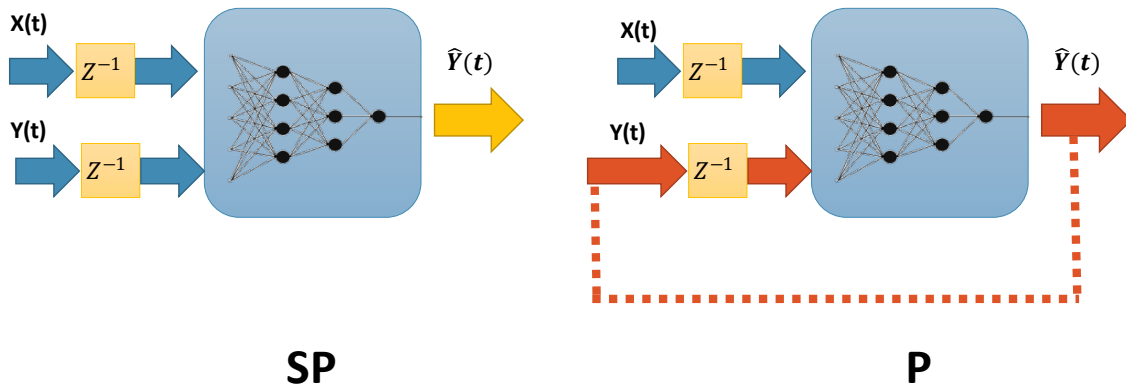 X(t)
Z⁻¹
Ŷ(t)
Y(t)
Z⁻¹
SP
X(t)
Z⁻¹
Ŷ(t)
Y(t)
Z⁻¹
P